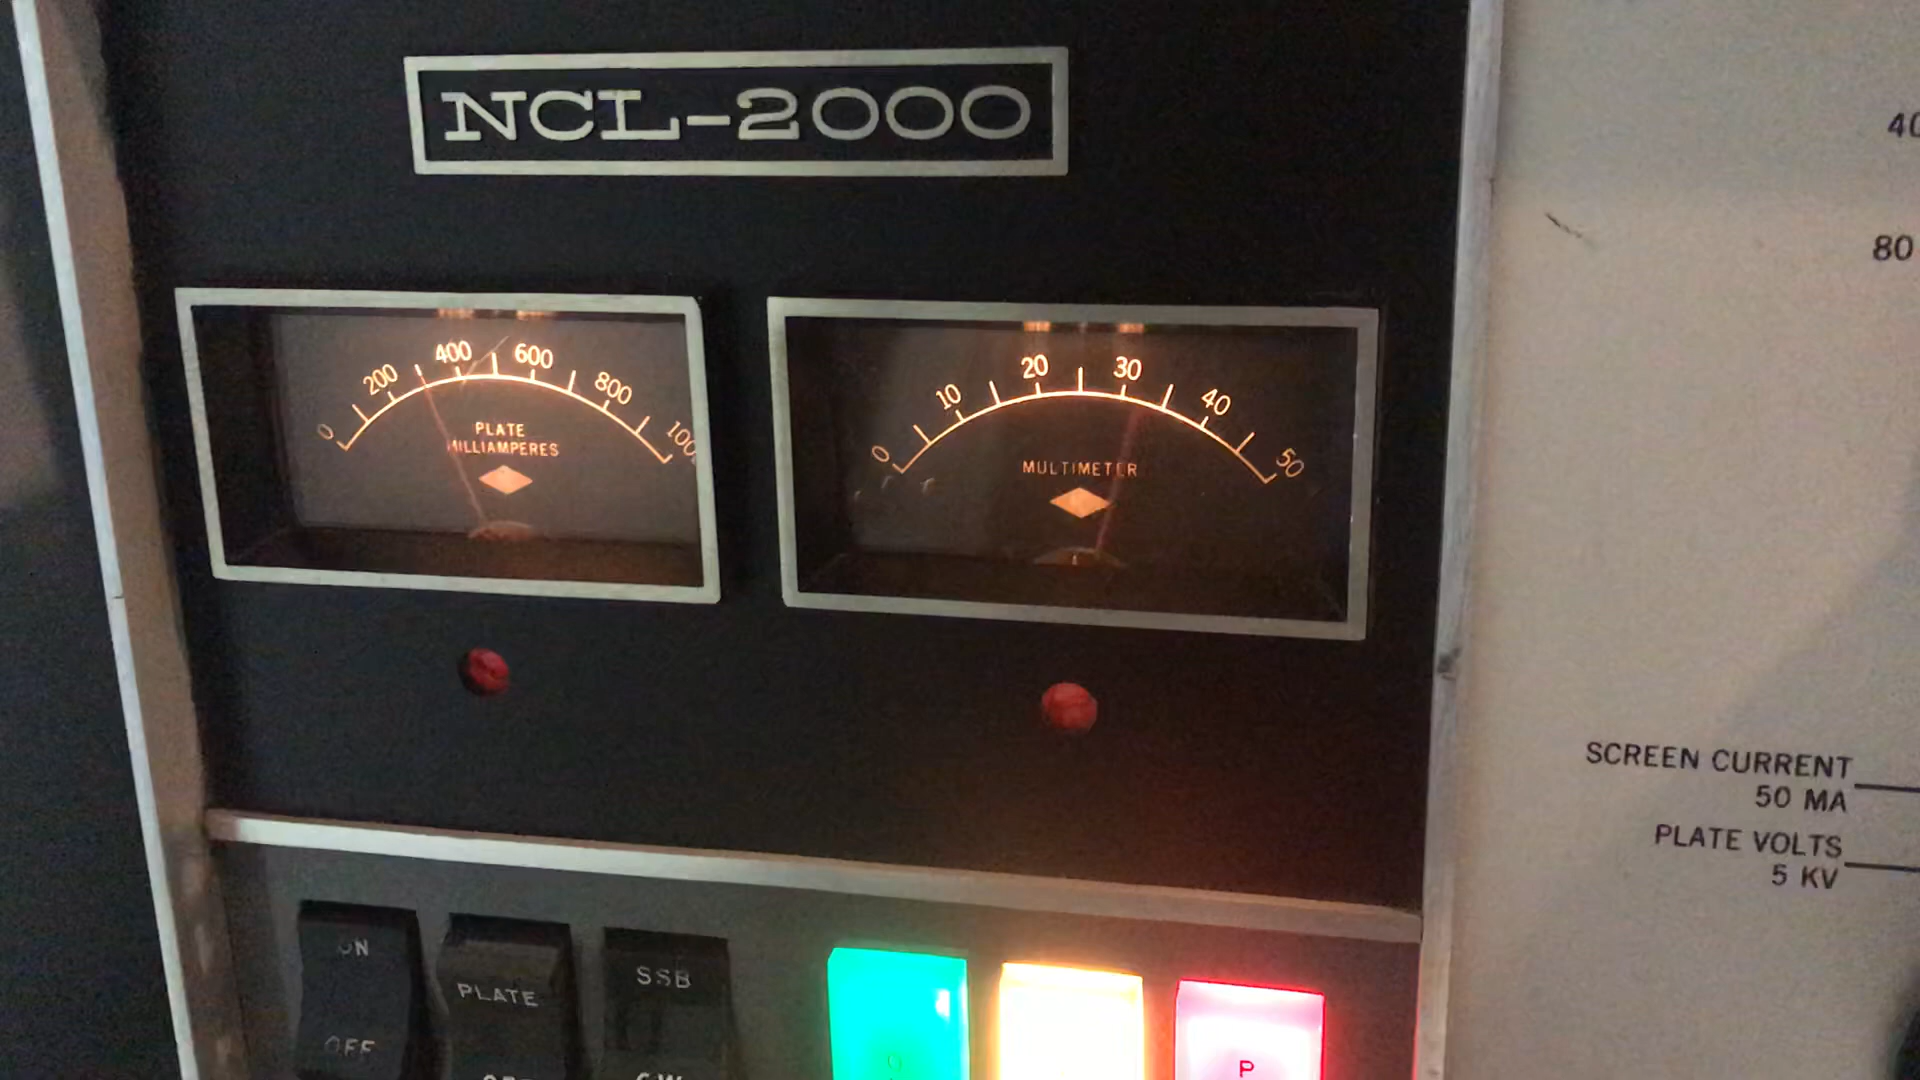 NCL-2000
40
80
0 200 400 600 800 1000
PLATE
MILLIAMPERES
0 10 20 30 40 50
MULTIMETER
SCREEN CURRENT
50 MA
PLATE VOLTS
5 KV
ON
OFF
PLATE
SSB
P